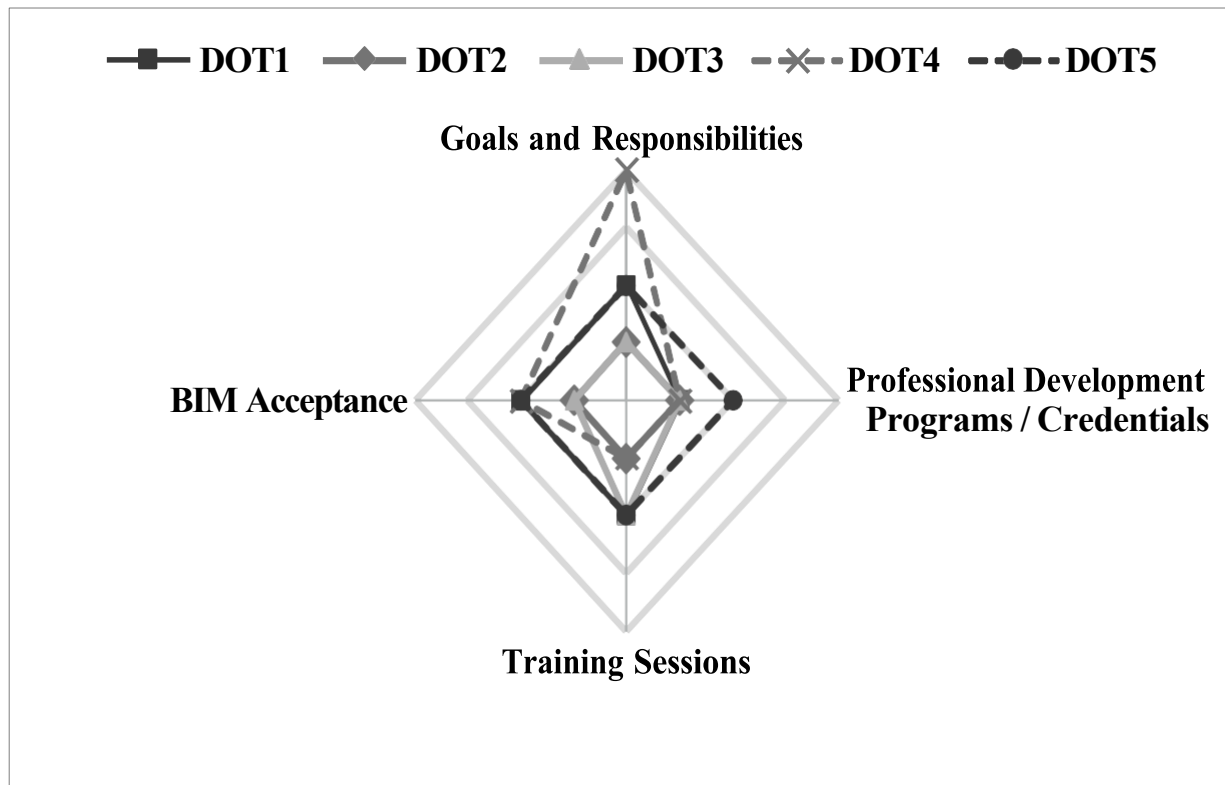 DOT1 DOT2 DOT3 DOT4 DOT5
Goals and Responsibilities
BIM Acceptance
Professional Development
Programs / Credentials
Training Sessions